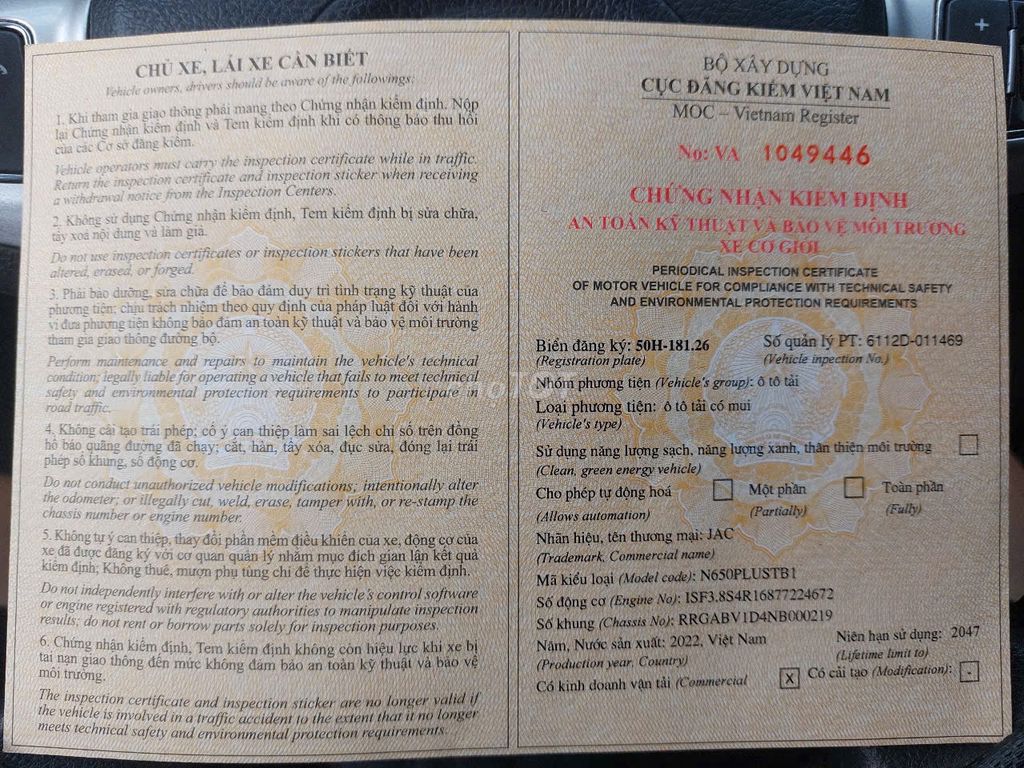 CHỦ XE, LÁI XE CẦN BIẾT
Vehicle owners, drivers should be aware of the followings:
1. Khi tham gia giao thông phải mang theo Chứng nhận kiểm định. Nộp
lại Chứng nhận kiểm định và Tem kiểm định khi có thông báo thu hồi
của các Cơ sở đăng kiểm.
Vehicle operators must carry the inspection certificate while in traffic.
Return the inspection certificate and inspection sticker when receiving
a withdrawal notice from the Inspection Centers.
2. Không sử dụng Chứng nhận kiểm định, Tem kiểm định bị sửa chữa,
tẩy xoá nội dung và làm giả.
Do not use inspection certificates or inspection stickers that have been
altered, erased, or forged.
3. Phải bảo dưỡng, sửa chữa để bảo đảm duy trì tình trạng kỹ thuật của
phương tiện; chịu trách nhiệm theo quy định của pháp luật đối với hành
vi đưa phương tiện không bảo đảm an toàn kỹ thuật và bảo vệ môi trường
tham gia giao thông đường bộ.
Perform maintenance and repairs to maintain the vehicle's technical
condition; legally liable for operating a vehicle that fails to meet technical
safety and environmental protection requirements to participate in
road traffic.
4. Không cải tạo trái phép; cố ý can thiệp làm sai lệch chỉ số trên đồng
hồ báo quãng đường đã chạy; cắt, hàn, tẩy xóa, đục sửa, đóng lại trái
phép số khung, số động cơ.
Do not conduct unauthorized vehicle modifications; intentionally alter
the odometer; or illegally cut, weld, erase, tamper with, or re-stamp the
chassis number or engine number.
5. Không tự ý can thiệp, thay đổi phần mềm điều khiển của xe, động cơ của
xe đã được đăng ký với cơ quan quản lý nhằm mục đích gian lận kết quả
kiểm định; Không thuê, mượn phụ tùng chỉ để thực hiện việc kiểm định.
Do not independently interfere with or alter the vehicle's control software
or engine registered with regulatory authorities to manipulate inspection
results; do not rent or borrow parts solely for inspection purposes.
6. Chứng nhận kiểm định, Tem kiểm định không còn hiệu lực khi xe bị
tai nạn giao thông đến mức không đảm bảo an toàn kỹ thuật và bảo vệ
môi trường.
The inspection certificate and inspection sticker are no longer valid if
the vehicle is involved in a traffic accident to the extent that it no longer
meets technical safety and environmental protection requirements.
BỘ XÂY DỰNG
CỤC ĐĂNG KIỂM VIỆT NAM
MOC – Vietnam Register
No: VA 1049446
CHỨNG NHẬN KIỂM ĐỊNH
AN TOÀN KỸ THUẬT VÀ BẢO VỆ MÔI TRƯỜNG
XE CƠ GIỚI
PERIODICAL INSPECTION CERTIFICATE
OF MOTOR VEHICLE FOR COMPLIANCE WITH TECHNICAL SAFETY
AND ENVIRONMENTAL PROTECTION REQUIREMENTS
Biển đăng ký: 50H-181.26 Số quản lý PT: 6112D-011469
(Registration plate) (Vehicle inpection No.)
Nhóm phương tiện (Vehicle's group): ô tô tải
Loại phương tiện: ô tô tải có mui
(Vehicle's type)
Sử dụng năng lượng sạch, năng lượng xanh, thân thiện môi trường
(Clean, green energy vehicle)
Cho phép tự động hoá Một phần Toàn phần
(Allows automation) (Partially) (Fully)
Nhãn hiệu, tên thương mại: JAC
(Trademark, Commercial name)
Mã kiểu loại (Model code): N650PLUSTB1
Số động cơ (Engine No): ISF3.8S4R16877224672
Số khung (Chassis No): RRGABV1D4NB000219
Năm, Nước sản xuất: 2022, Việt Nam Niên hạn sử dụng: 2047
(Production year, Country) (Lifetime limit to)
Có kinh doanh vận tải (Commercial X Có cải tạo (Modification): -